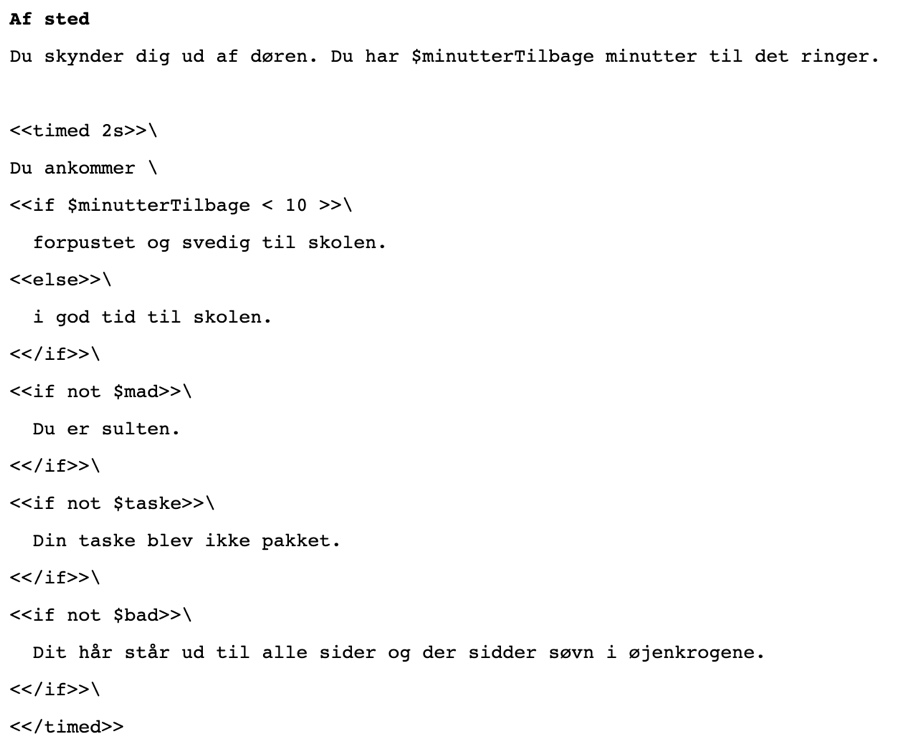 Af sted
Du skynder dig ud af døren. Du har $minutterTilbage minutter til det ringer.
<<timed 2s>>\
Du ankommer \
<<if $minutterTilbage < 10 >>\
  forpustet og svedig til skolen.
<<else>>\
  i god tid til skolen.
<</if>>\
<<if not $mad>>\
  Du er sulten.
<</if>>\
<<if not $taske>>\
  Din taske blev ikke pakket.
<</if>>\
<<if not $bad>>\
  Dit hår står ud til alle sider og der sidder søvn i øjenkrogene.
<</if>>\
<</timed>>